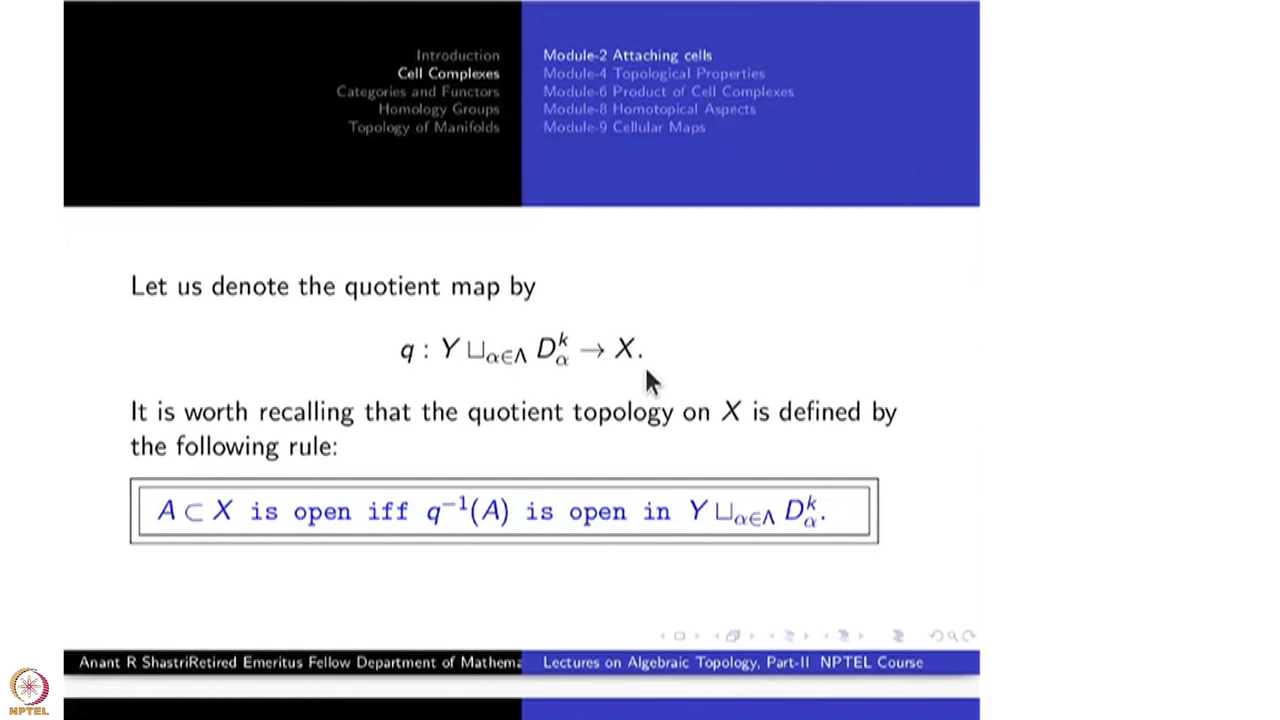 Introduction
Cell Complexes
Categories and Functors
Homology Groups
Topology of Manifolds
Module-2 Attaching cells
Module-4 Topological Properties
Module-6 Product of Cell Complexes
Module-8 Homotopical Aspects
Module-9 Cellular Maps
Let us denote the quotient map by
q : Y ⊔_{α∈Λ} D^k_α → X.
It is worth recalling that the quotient topology on X is defined by
the following rule:
A ⊂ X is open iff q^{-1}(A) is open in Y ⊔_{α∈Λ} D^k_α.
Anant R ShastriRetired Emeritus Fellow Department of Mathema
Lectures on Algebraic Topology, Part-II NPTEL Course
NPTEL